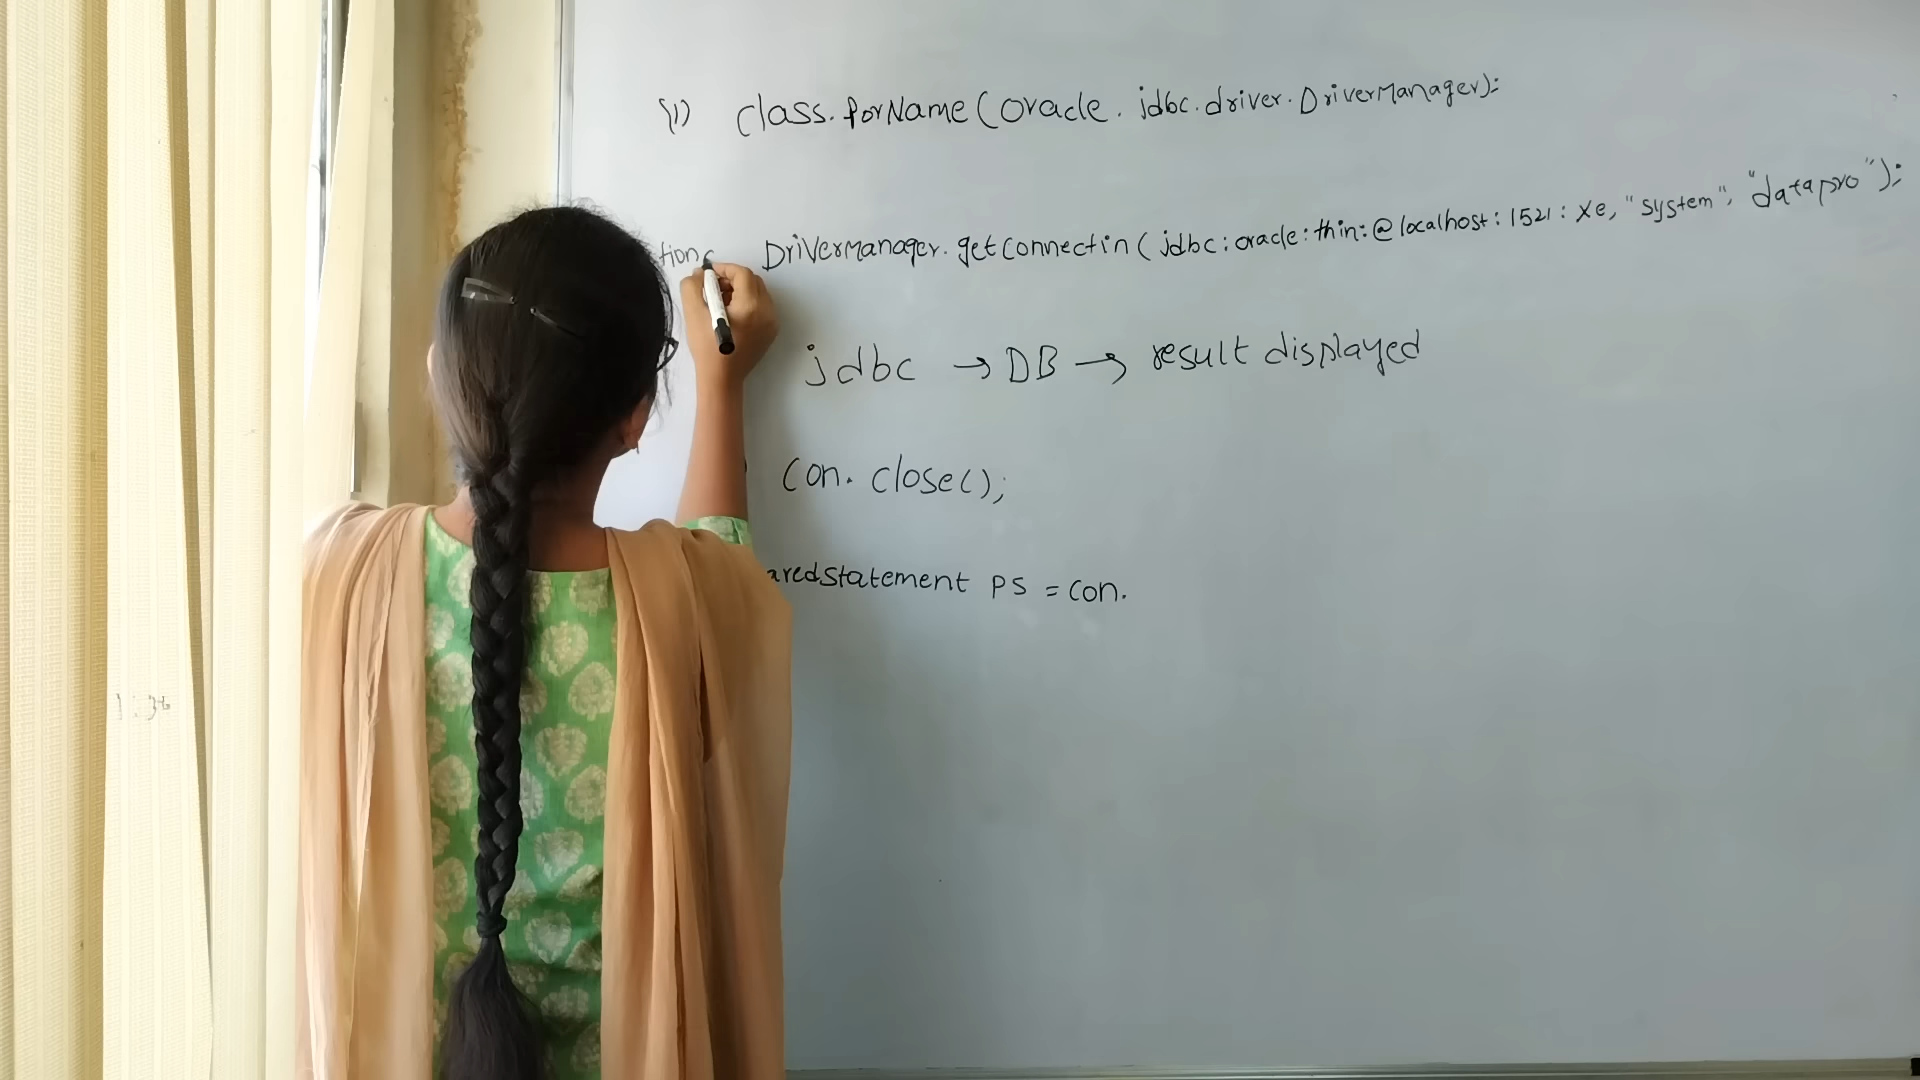 (1) class.forName(oracle.jdbc.driver.DriverManager);
tion c DriverManager.getconnectin(jdbc:oracle:thin:@localhost:1521:xe,"system","datapro");
jdbc → DB → result displayed
con.close();
aredstatement ps = con.